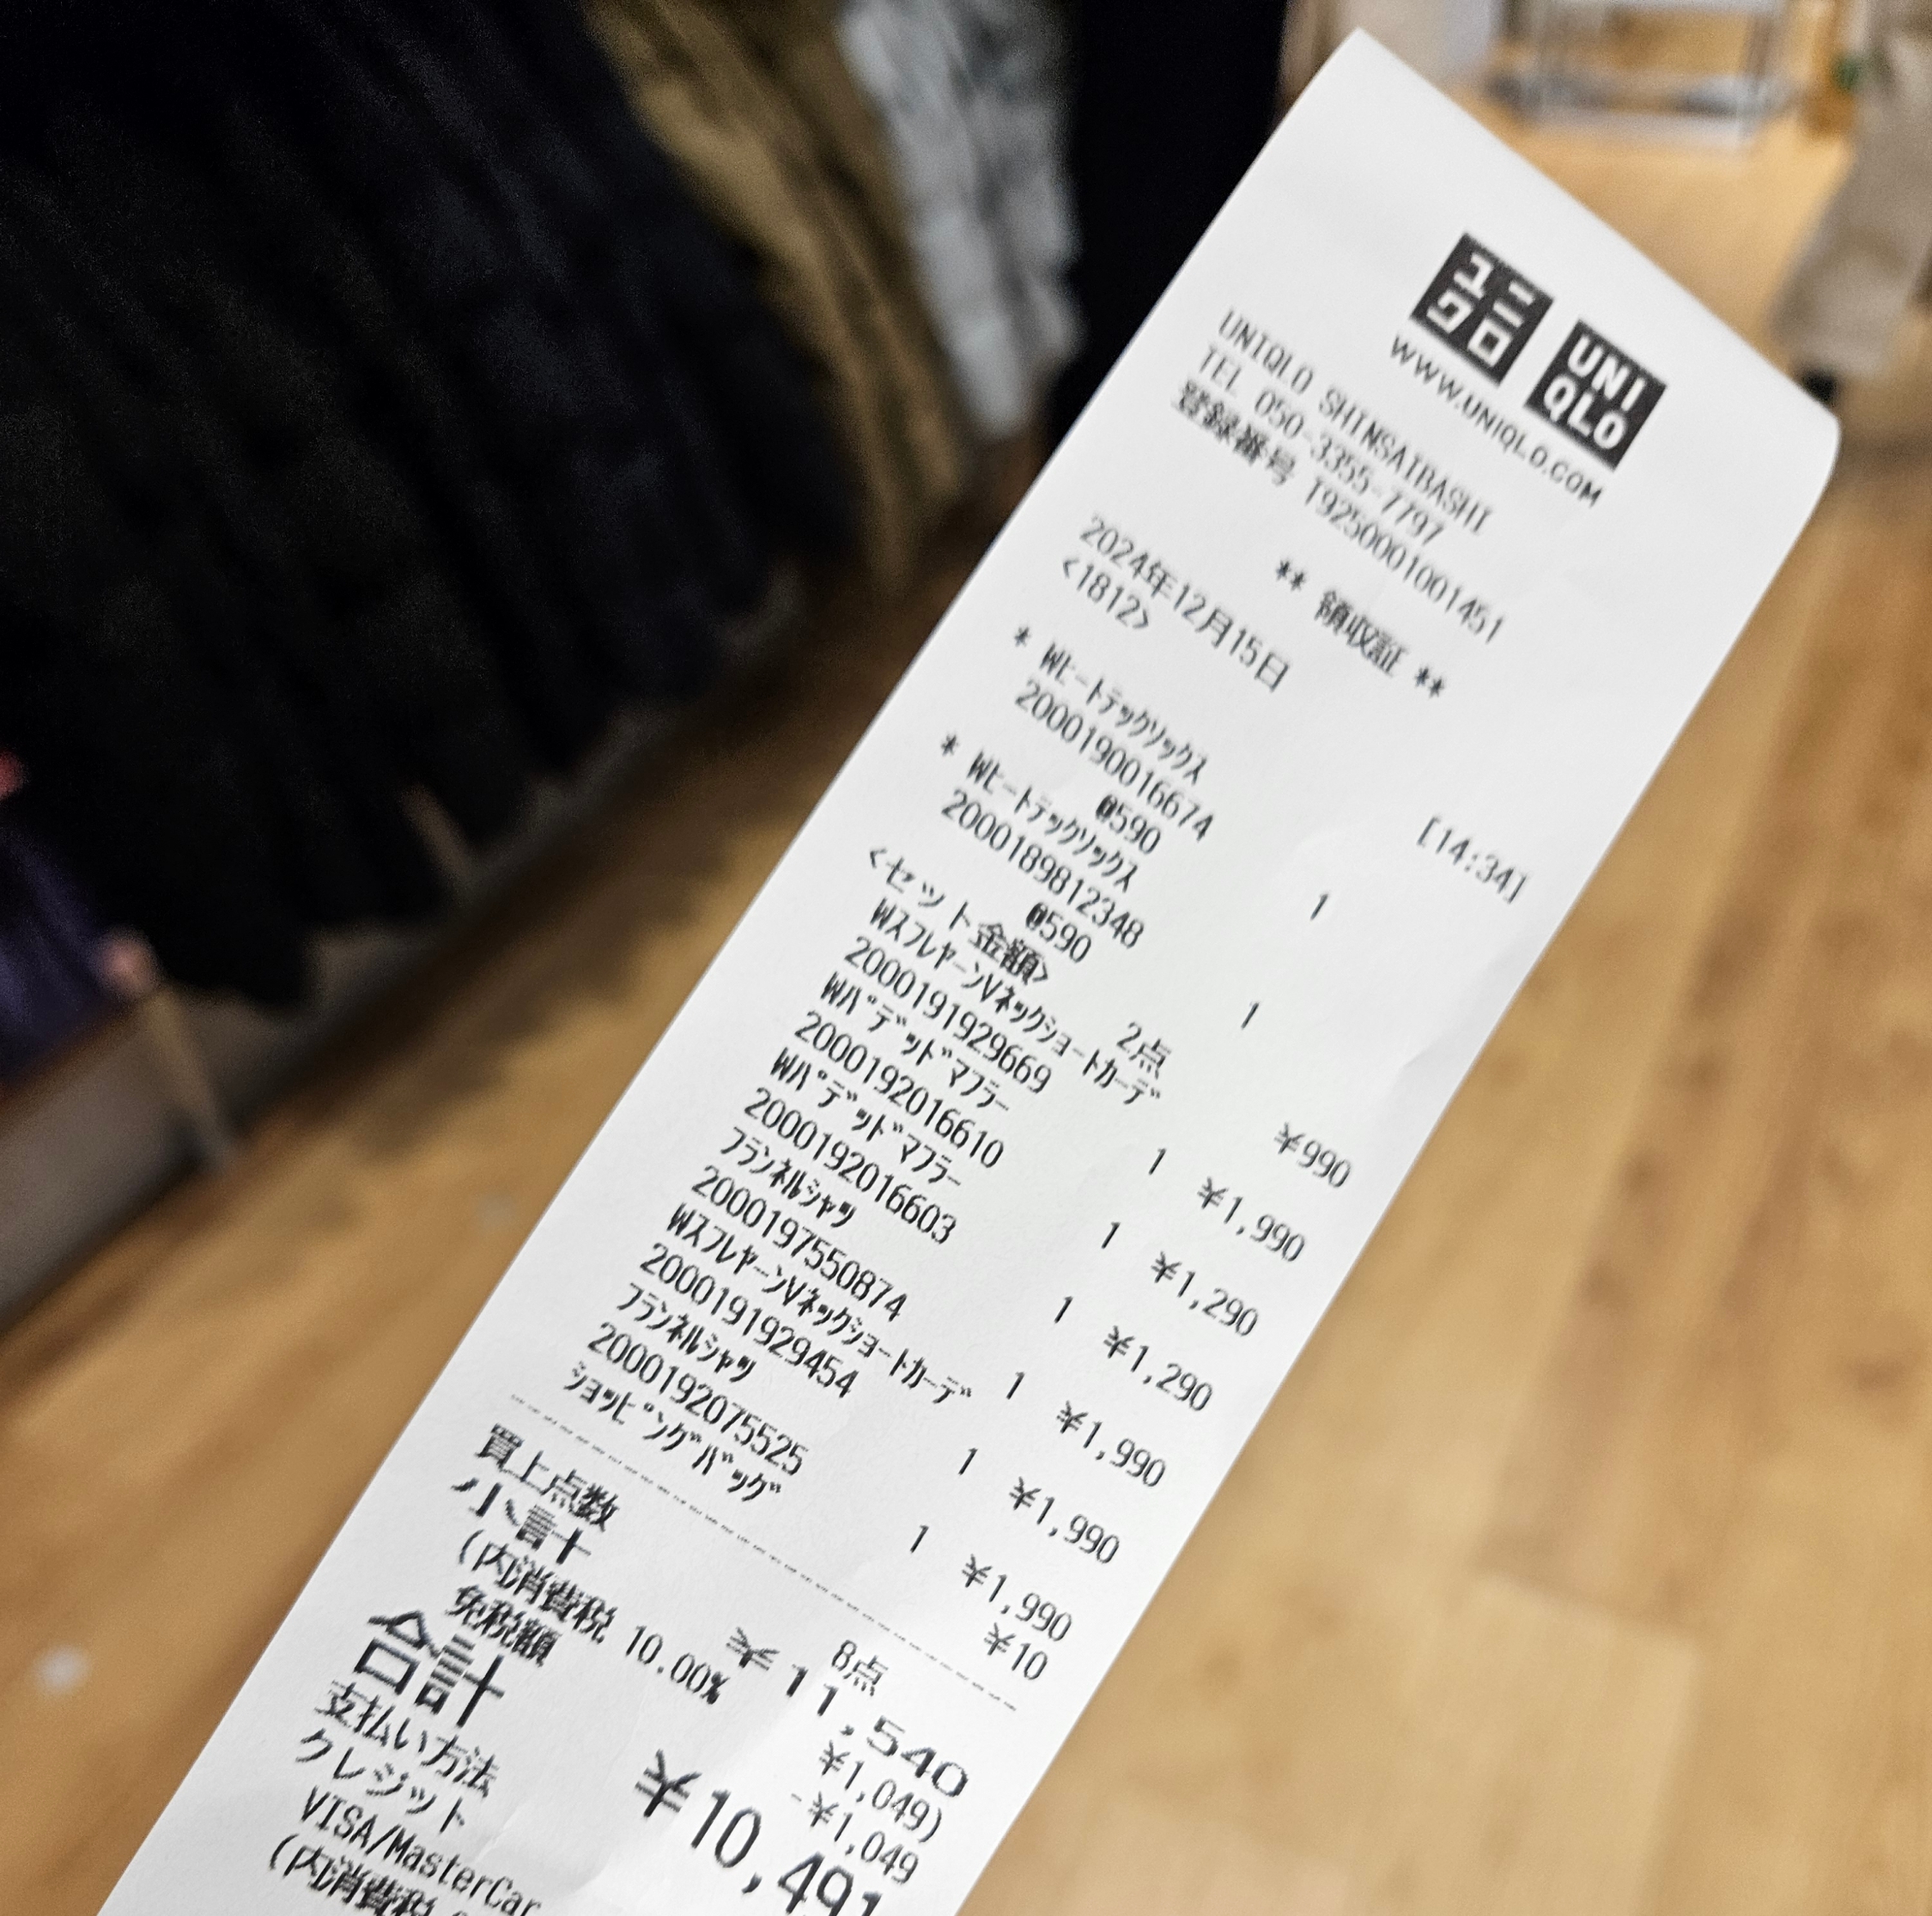 ユニクロ UNIQLO
WWW.UNIQLO.COM
UNIQLO SHINSAIBASHI
TEL 050-3355-7797
登録番号 T9250001001451
** 領収証 **
2024年12月15日 [14:34]
<1812>
* Wﾋｰﾄﾃｯｸｿｯｸｽ
2000190016674 1
@590
* Wﾋｰﾄﾃｯｸｿｯｸｽ
2000189812348 1
@590
<セット金額> 2点 ¥990
WｽﾌﾚﾔｰﾝVﾈｯｸｼｮｰﾄｶｰﾃﾞ
2000191929669 1 ¥1,990
Wﾊﾟﾃﾞｯﾄﾞﾏﾌﾗｰ
2000192016610 1 ¥1,290
Wﾊﾟﾃﾞｯﾄﾞﾏﾌﾗｰ
2000192016603 1 ¥1,290
ﾌﾗﾝﾈﾙｼｬﾂ
2000197550874 1 ¥1,990
WｽﾌﾚﾔｰﾝVﾈｯｸｼｮｰﾄｶｰﾃﾞ
2000191929454 1 ¥1,990
ﾌﾗﾝﾈﾙｼｬﾂ
2000192075525 1 ¥1,990
ｼｮｯﾋﾟﾝｸﾞﾊﾞｯｸﾞ ¥10
買上点数 8点
小計 ¥11,540
(内消費税 10.00% ¥1,049)
免税額 -¥1,049
合計 ¥10,491
支払い方法
クレジット
VISA/MasterCar
(内消費税